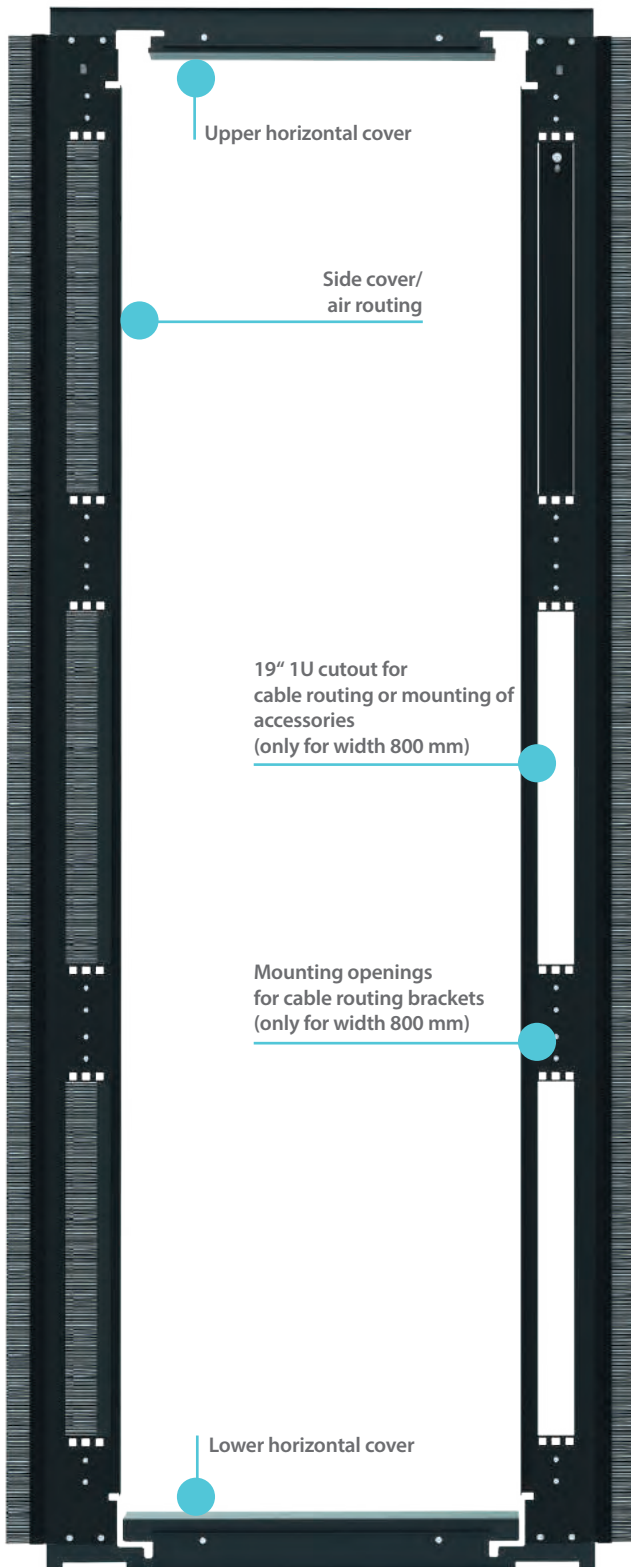 Upper horizontal cover
Side cover/
air routing
19“ 1U cutout for
cable routing or mounting of
accessories
(only for width 800 mm)
Mounting openings
for cable routing brackets
(only for width 800 mm)
Lower horizontal cover